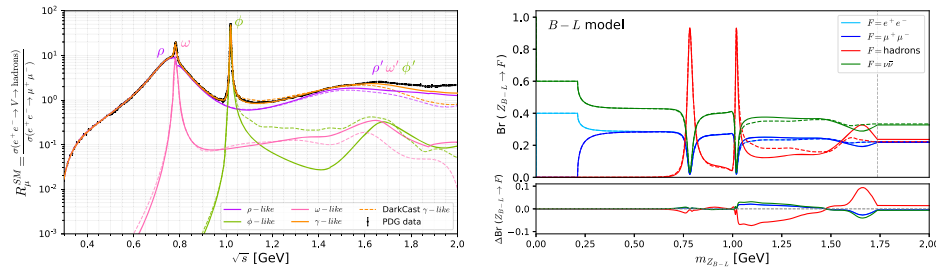 R_μ^SM = σ(e⁺e⁻ → V → hadrons) / σ(e⁺e⁻ → μ⁺μ⁻)
10²
10¹
10⁰
10⁻¹
10⁻²
10⁻³
ρ
ω
ϕ
ρ′ ω′ ϕ′
ρ−like
ω−like
DarkCast γ−like
ϕ−like
γ−like
PDG data
0.4
0.6
0.8
1.0
1.2
1.4
1.6
1.8
2.0
√s [GeV]
B−L model
F=e⁺e⁻
F=μ⁺μ⁻
F=hadrons
F=νν̄
Br (Z_{B−L} → F)
1.0
0.8
0.6
0.4
0.2
0.0
ΔBr (Z_{B−L} → F)
0.1
0.0
−0.1
0.00
0.25
0.50
0.75
1.00
1.25
1.50
1.75
2.00
m_{Z_{B−L}} [GeV]